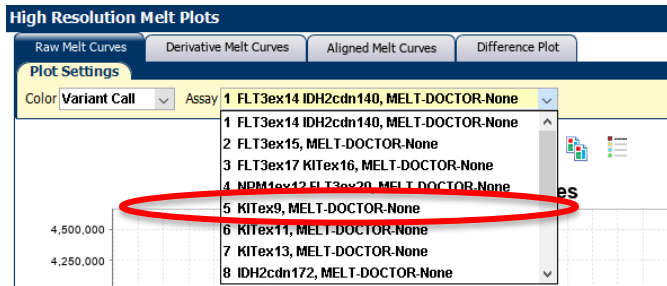 High Resolution Melt Plots
Raw Melt Curves Derivative Melt Curves Aligned Melt Curves Difference Plot
Plot Settings
Color Variant Call Assay 1 FLT3ex14 IDH2cdn140, MELT-DOCTOR-None
1 FLT3ex14 IDH2cdn140, MELT-DOCTOR-None
2 FLT3ex15, MELT-DOCTOR-None
3 FLT3ex17 KITex16, MELT-DOCTOR-None
4 NPM1ex12 FLT3ex20, MELT-DOCTOR-None
es
5 KITex9, MELT-DOCTOR-None
6 KITex11, MELT-DOCTOR-None
4,500,000
7 KITex13, MELT-DOCTOR-None
4,250,000
8 IDH2cdn172, MELT-DOCTOR-None